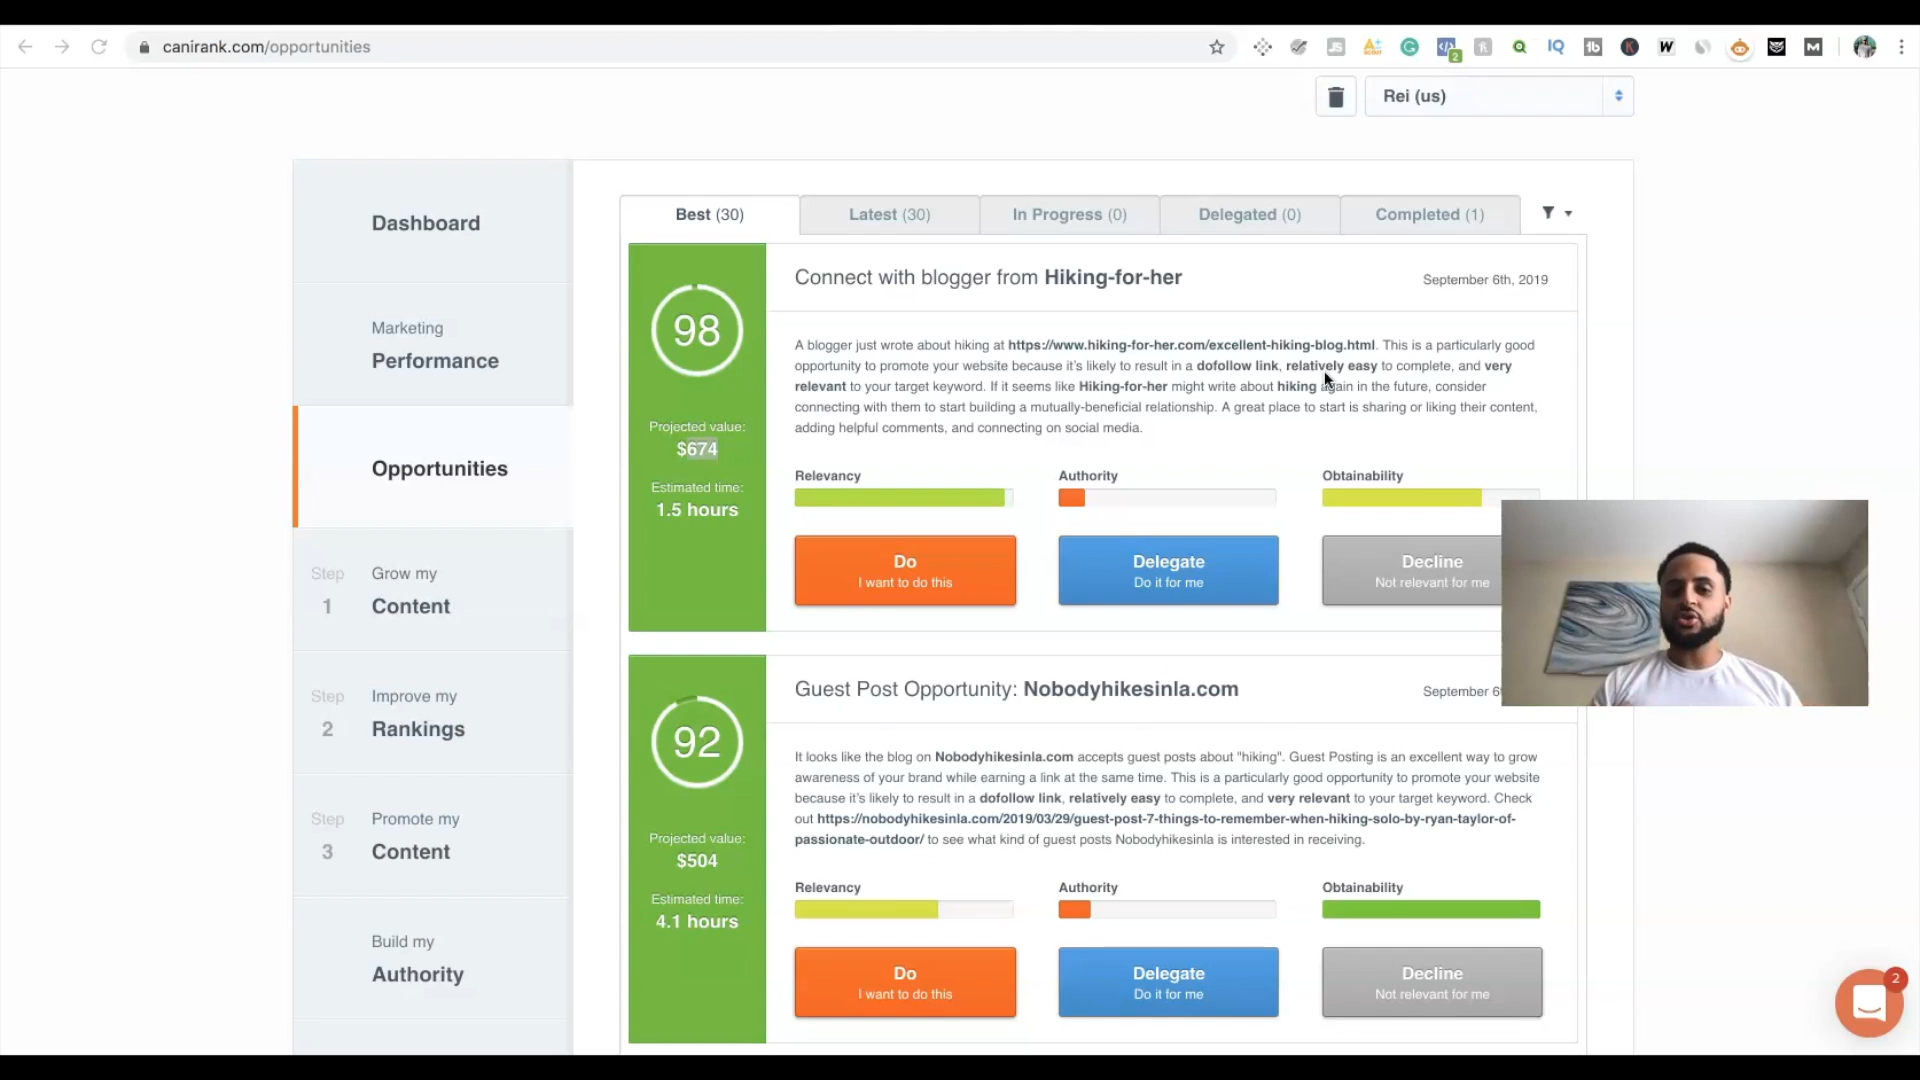 canirank.com/opportunities
2
Rei (us)
Dashboard
Marketing
Performance
Opportunities
Step 1
Grow my
Content
Step 2
Improve my
Rankings
Step 3
Promote my
Content
Build my
Authority
Best (30)
Latest (30)
In Progress (0)
Delegated (0)
Completed (1)
98
Projected value:
$674
Estimated time:
1.5 hours
Connect with blogger from Hiking-for-her
September 6th, 2019
A blogger just wrote about hiking at https://www.hiking-for-her.com/excellent-hiking-blog.html. This is a particularly good
opportunity to promote your website because it's likely to result in a dofollow link, relatively easy to complete, and very
relevant to your target keyword. If it seems like Hiking-for-her might write about hiking again in the future, consider
connecting with them to start building a mutually-beneficial relationship. A great place to start is sharing or liking their content,
adding helpful comments, and connecting on social media.
Relevancy
Authority
Obtainability
Do
I want to do this
Delegate
Do it for me
Decline
Not relevant for me
92
Projected value:
$504
Estimated time:
4.1 hours
Guest Post Opportunity: Nobodyhikesinla.com
September 6
It looks like the blog on Nobodyhikesinla.com accepts guest posts about "hiking". Guest Posting is an excellent way to grow
awareness of your brand while earning a link at the same time. This is a particularly good opportunity to promote your website
because it's likely to result in a dofollow link, relatively easy to complete, and very relevant to your target keyword. Check
out https://nobodyhikesinla.com/2019/03/29/guest-post-7-things-to-remember-when-hiking-solo-by-ryan-taylor-of-
passionate-outdoor/ to see what kind of guest posts Nobodyhikesinla is interested in receiving.
Relevancy
Authority
Obtainability
Do
I want to do this
Delegate
Do it for me
Decline
Not relevant for me
2